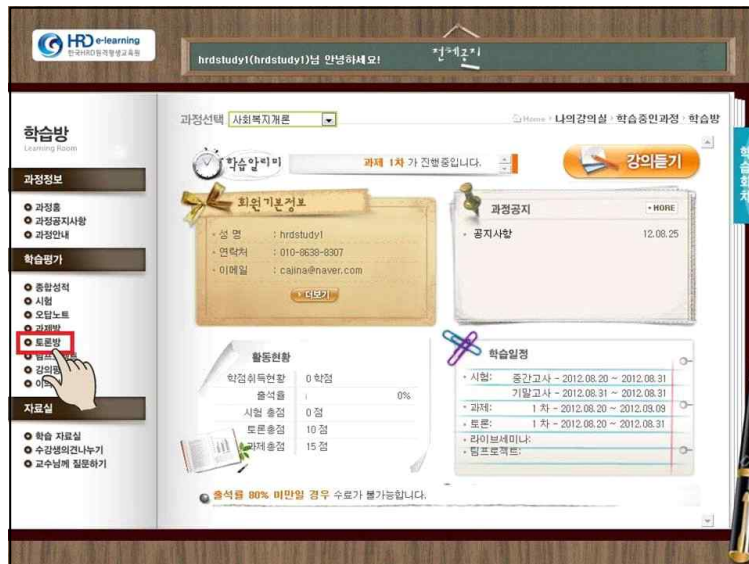 HRD e-learning
한국HRD원격평생교육원
hrdstudy1(hrdstudy1)님 안녕하세요!
전체공지
과정선택 사회복지개론
Home > 나의강의실 > 학습중인과정 > 학습방
학습방
Learning Room
과정정보
과정홈
과정공지사항
과정안내
학습평가
종합성적
시험
오답노트
과제방
토론방
강의평
자료실
학습 자료실
수강생의견나누기
교수님께 질문하기
학습알리미
과제 1차 가 진행중입니다.
강의듣기
학습회차
회원기본정보
성 명 : hrdstudy1
연락처 : 010-8638-8307
이메일 : cajina@naver.com
더보기
과정공지
MORE
공지사항 12.08.25
활동현황
학점취득현황 0 학점
출석률 0%
시험 총점 0 점
토론총점 10 점
과제총점 15 점
학습일정
시험: 중간고사 - 2012.08.20 ~ 2012.08.31
기말고사 - 2012.08.31 ~ 2012.08.31
과제: 1 차 - 2012.08.20 ~ 2012.09.09
토론: 1 차 - 2012.08.20 ~ 2012.08.31
라이브세미나:
팀프로젝트:
출석률 80% 미만일 경우 수료가 불가능합니다.